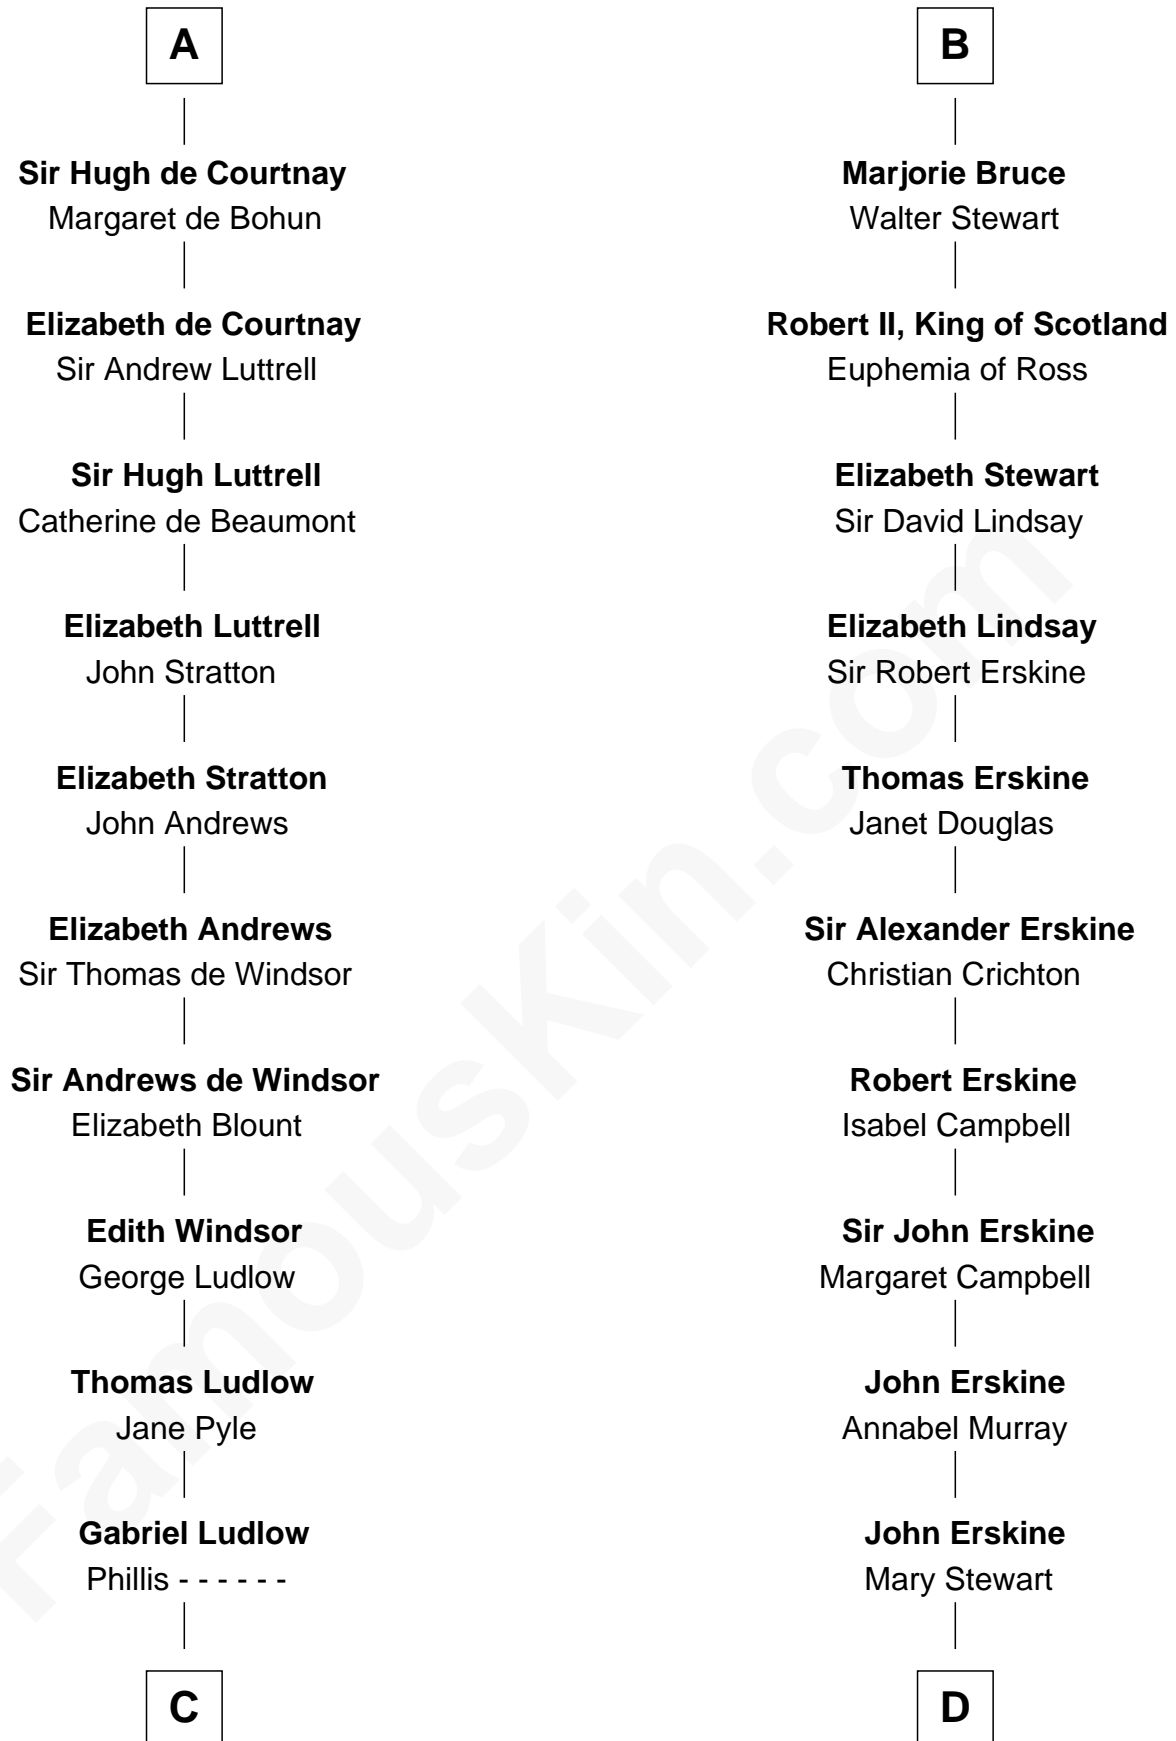 A
Sir Hugh de Courtnay
Margaret de Bohun
Elizabeth de Courtnay
Sir Andrew Luttrell
Sir Hugh Luttrell
Catherine de Beaumont
Elizabeth Luttrell
John Stratton
Elizabeth Stratton
John Andrews
Elizabeth Andrews
Sir Thomas de Windsor
Sir Andrews de Windsor
Elizabeth Blount
Edith Windsor
George Ludlow
Thomas Ludlow
Jane Pyle
Gabriel Ludlow
Phillis - - - - - -
C
B
Marjorie Bruce
Walter Stewart
Robert II, King of Scotland
Euphemia of Ross
Elizabeth Stewart
Sir David Lindsay
Elizabeth Lindsay
Sir Robert Erskine
Thomas Erskine
Janet Douglas
Sir Alexander Erskine
Christian Crichton
Robert Erskine
Isabel Campbell
Sir John Erskine
Margaret Campbell
John Erskine
Annabel Murray
John Erskine
Mary Stewart
D
FamousKin.com